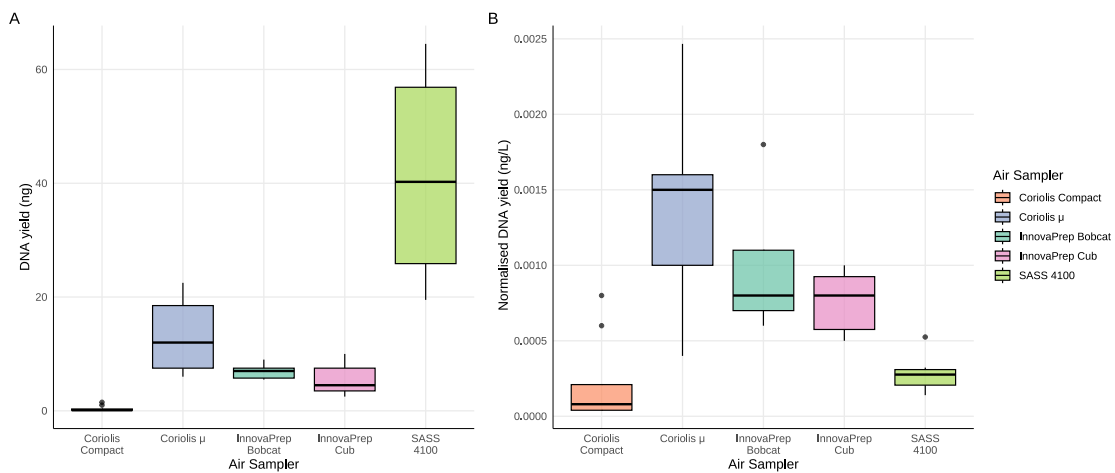 A
DNA yield (ng)
60
40
20
0
Coriolis
Compact
Coriolis µ
InnovaPrep
Bobcat
InnovaPrep
Cub
SASS
4100
Air Sampler
B
Normalised DNA yield (ng/L)
0.0025
0.0020
0.0015
0.0010
0.0005
0.0000
Coriolis
Compact
Coriolis µ
InnovaPrep
Bobcat
InnovaPrep
Cub
SASS
4100
Air Sampler
Air Sampler
Coriolis Compact
Coriolis µ
InnovaPrep Bobcat
InnovaPrep Cub
SASS 4100